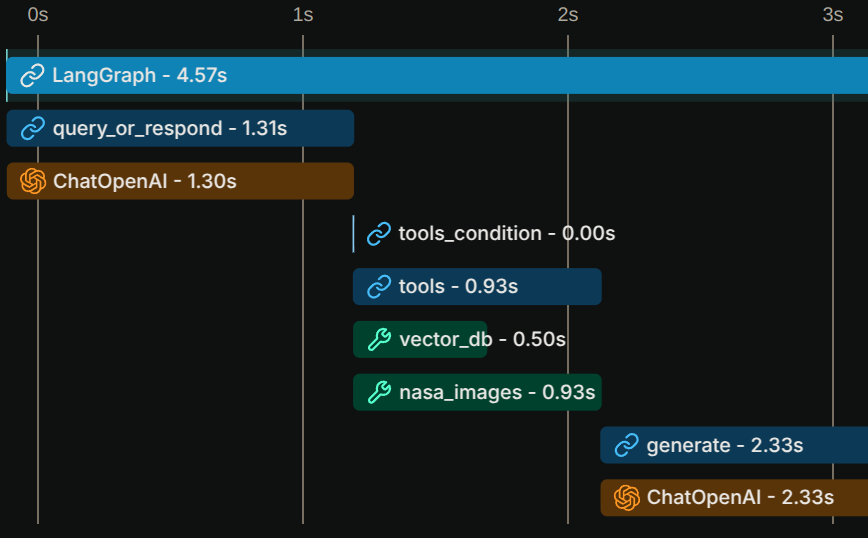 0s 1s 2s 3s
LangGraph - 4.57s
query_or_respond - 1.31s
ChatOpenAI - 1.30s
tools_condition - 0.00s
tools - 0.93s
vector_db - 0.50s
nasa_images - 0.93s
generate - 2.33s
ChatOpenAI - 2.33s